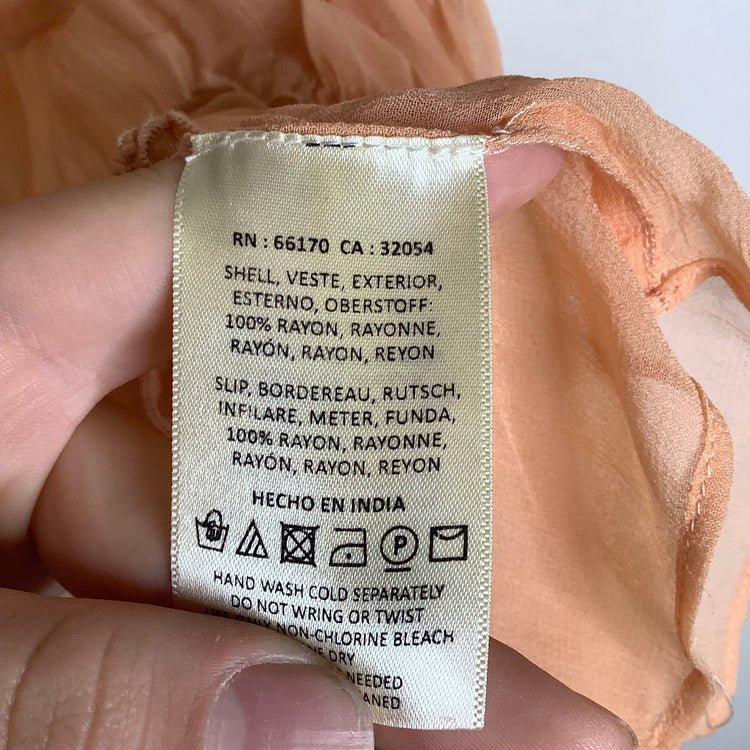 RN : 66170 CA : 32054
SHELL, VESTE, EXTERIOR,
ESTERNO, OBERSTOFF:
100% RAYON, RAYONNE,
RAYÓN, RAYON, REYON
SLIP, BORDEREAU, RUTSCH,
INFILARE, METER, FUNDA,
100% RAYON, RAYONNE,
RAYÓN, RAYON, REYON
HECHO EN INDIA
P
HAND WASH COLD SEPARATELY
DO NOT WRING OR TWIST
ONLY NON-CHLORINE BLEACH
DRY
NEEDED